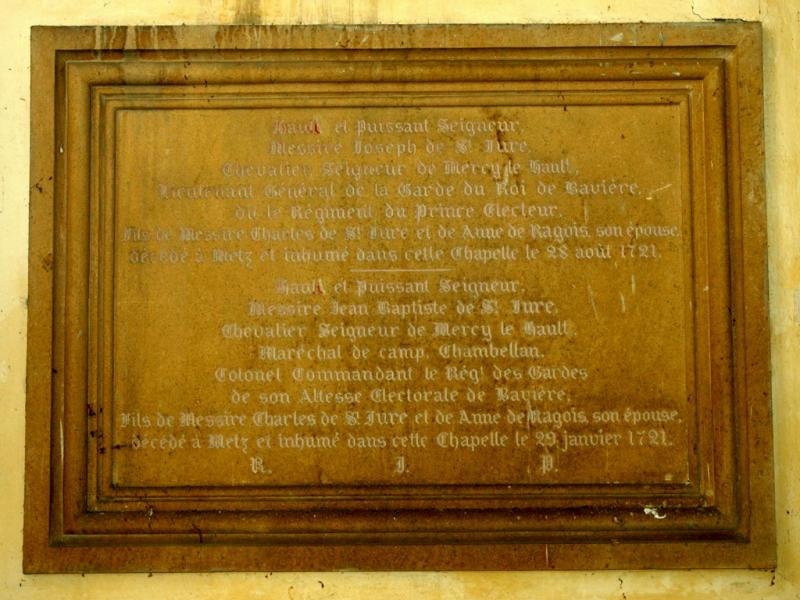 Hault et Puissant Seigneur,
Messire Joseph de St. Jure,
Chevalier, Seigneur de Mercy le Hault,
Lieutenant Général de la Garde du Roi de Bavière,
dit le Régiment du Prince Electeur,
Fils de Messire Charles de St. Jure et de Anne de Ragois, son épouse,
décédé à Metz et inhumé dans cette Chapelle le 28 août 1721.
Hault et Puissant Seigneur,
Messire Jean Baptiste de St. Jure,
Chevalier Seigneur de Mercy le Hault,
Maréchal de camp, Chambellan,
Colonel Commandant le Régt des Gardes
de son Altesse Electorale de Bavière,
Fils de Messire Charles de St. Jure et de Anne de Ragois, son épouse,
décédé à Metz et inhumé dans cette Chapelle le 29 janvier 1721.
R. I. P.